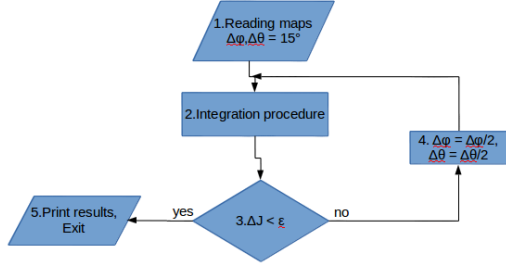 1.Reading maps
Δφ,Δθ = 15°
2.Integration procedure
4. Δφ = Δφ/2,
Δθ = Δθ/2
3.ΔJ < ε
yes
no
5.Print results,
Exit